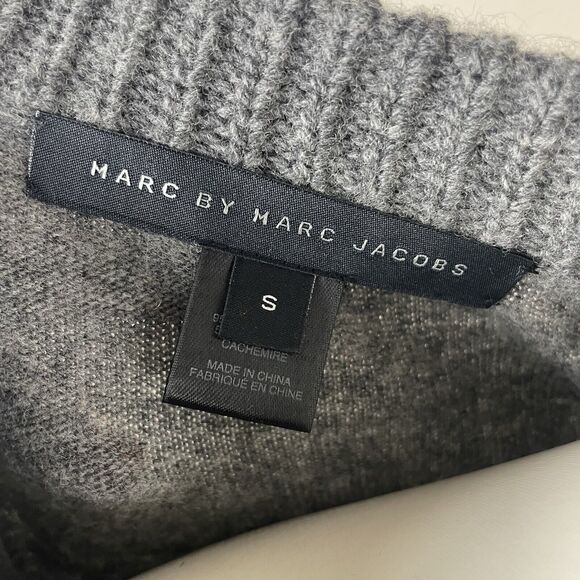 MARC BY MARC JACOBS
S
CACHEMIRE
MADE IN CHINA
FABRIQUÉ EN CHINE